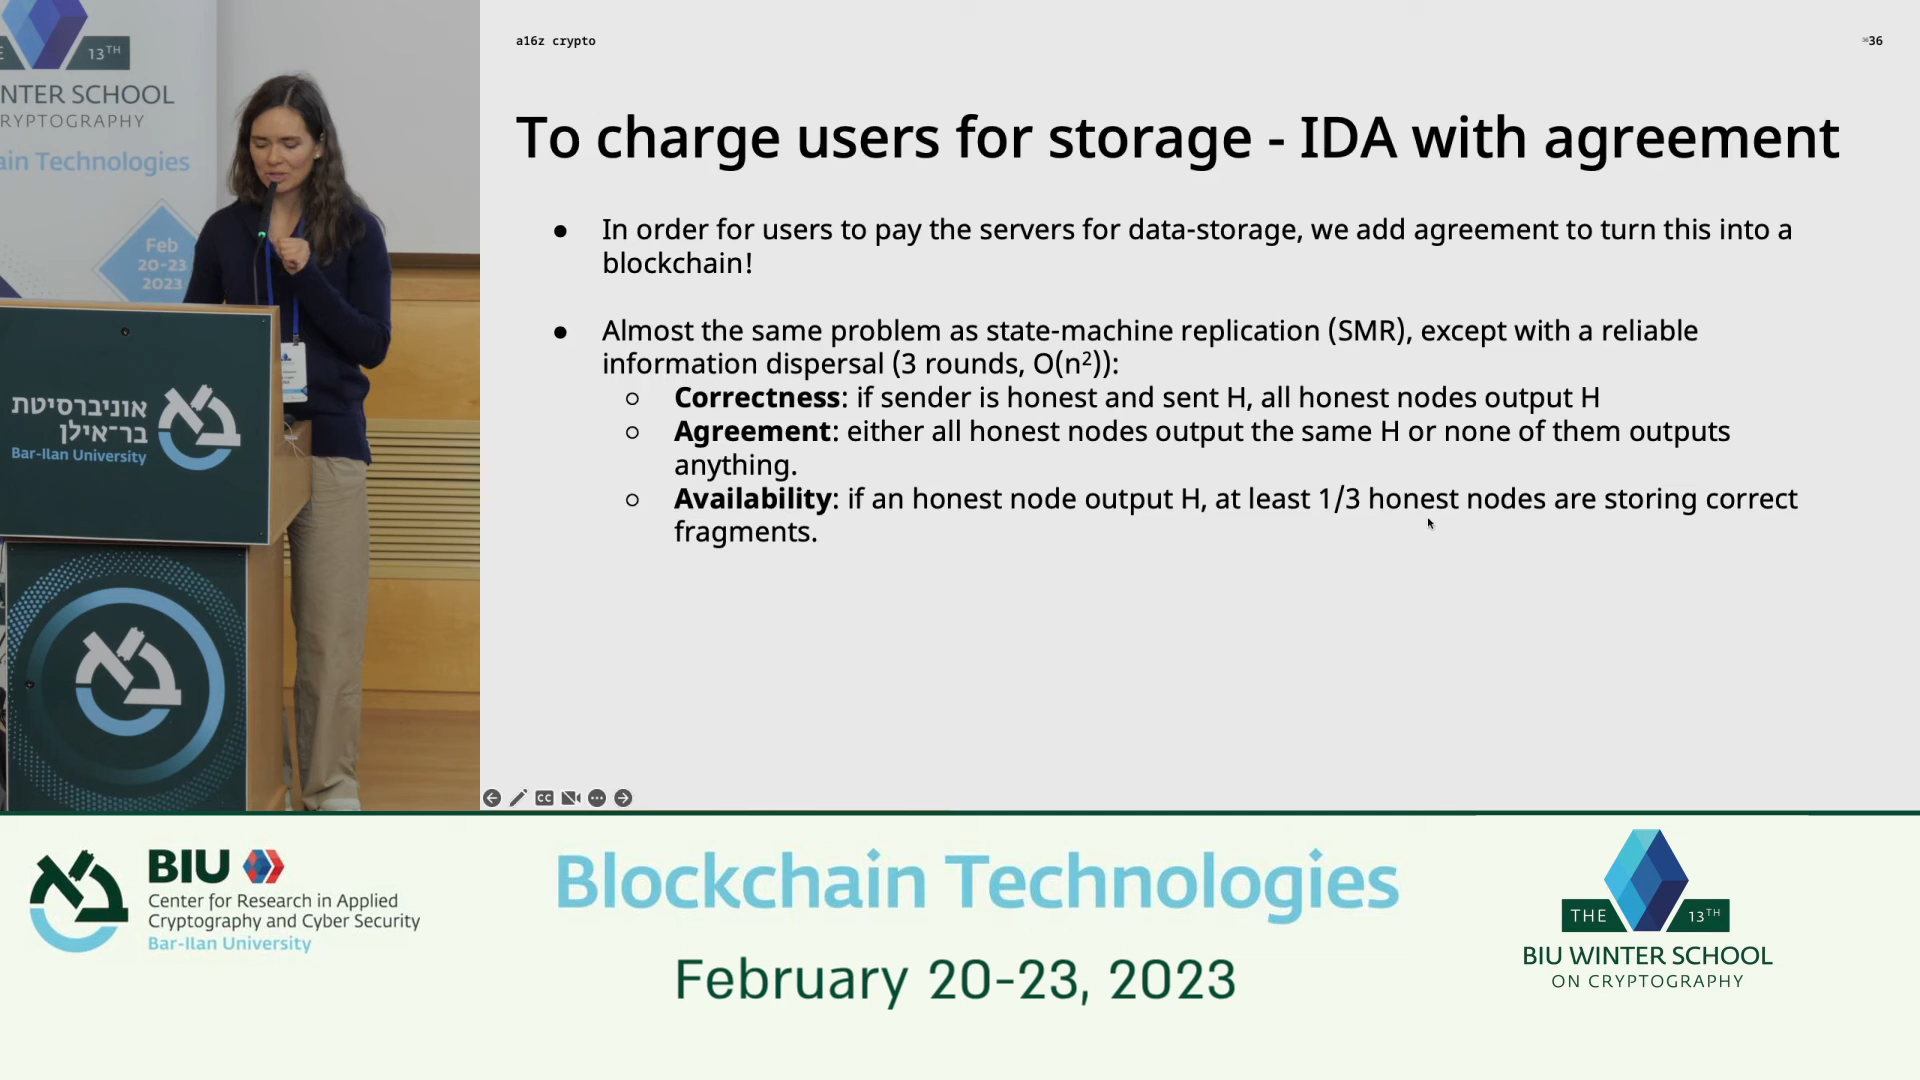 13TH
NTER SCHOOL
RYPTOGRAPHY
ain Technologies
Feb
20-23
2023
אוניברסיטת
בר־אילן
Bar-Ilan University
a16z crypto
36
To charge users for storage - IDA with agreement
● In order for users to pay the servers for data-storage, we add agreement to turn this into a
blockchain!
● Almost the same problem as state-machine replication (SMR), except with a reliable
information dispersal (3 rounds, O(n²)):
○ Correctness: if sender is honest and sent H, all honest nodes output H
○ Agreement: either all honest nodes output the same H or none of them outputs
anything.
○ Availability: if an honest node output H, at least 1/3 honest nodes are storing correct
fragments.
CC
BIU
Center for Research in Applied
Cryptography and Cyber Security
Bar-Ilan University
Blockchain Technologies
February 20-23, 2023
THE 13TH
BIU WINTER SCHOOL
ON CRYPTOGRAPHY